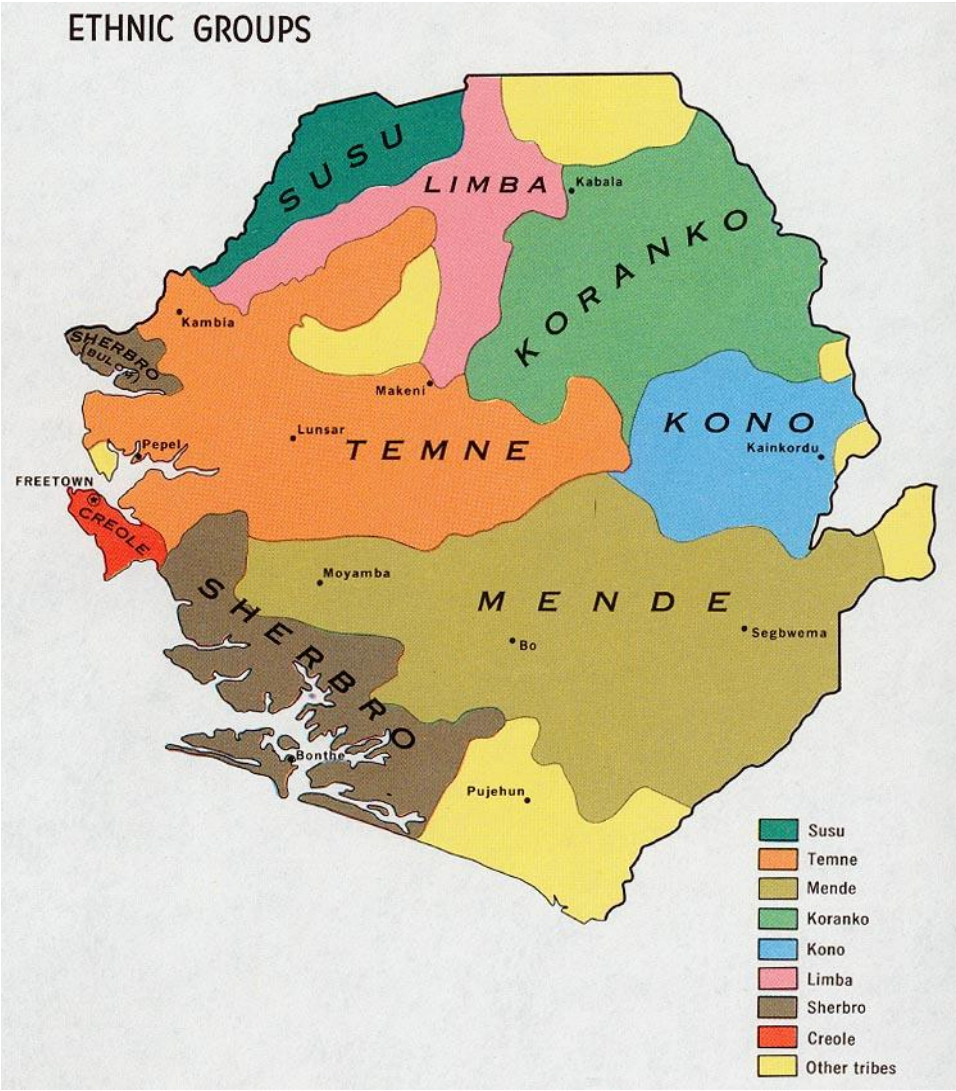 ETHNIC GROUPS
SUSU
LIMBA
Kabala
KORANKO
Kambia
SHERBRO
(BULOM)
Makeni
KONO
Lunsar
TEMNE
Pepel
Kainkordu
FREETOWN
CREOLE
Moyamba
MENDE
SHERBRO
Segbwema
Bo
Bonthe
Pujehun
Susu
Temne
Mende
Koranko
Kono
Limba
Sherbro
Creole
Other tribes